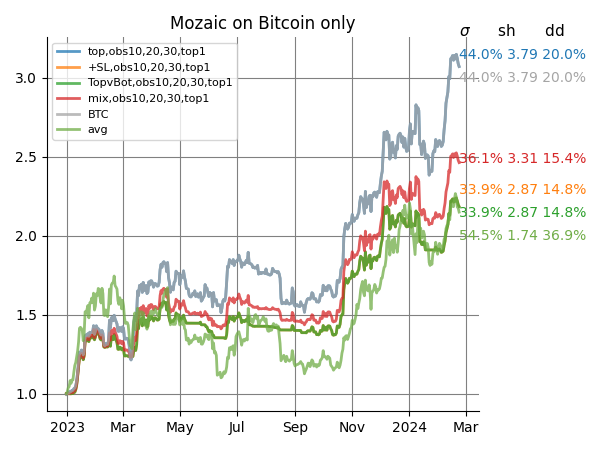 Mozaic on Bitcoin only
σ sh dd
top,obs10,20,30,top1
+SL,obs10,20,30,top1
TopvBot,obs10,20,30,top1
mix,obs10,20,30,top1
BTC
avg
44.0% 3.79 20.0%
44.0% 3.79 20.0%
36.1% 3.31 15.4%
33.9% 2.87 14.8%
33.9% 2.87 14.8%
54.5% 1.74 36.9%
3.0
2.5
2.0
1.5
1.0
2023 Mar May Jul Sep Nov 2024 Mar